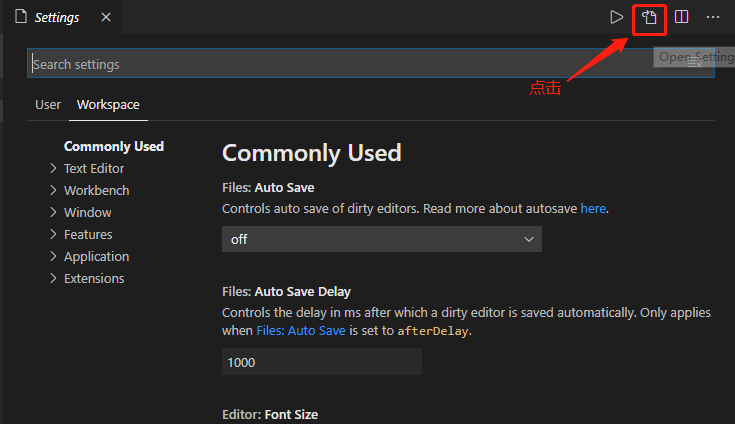 Settings
Open Setting
Search settings
点击
User Workspace
Commonly Used
Text Editor
Workbench
Window
Features
Application
Extensions
Commonly Used
Files: Auto Save
Controls auto save of dirty editors. Read more about autosave here.
off
Files: Auto Save Delay
Controls the delay in ms after which a dirty editor is saved automatically. Only applies
when Files: Auto Save is set to afterDelay.
1000
Editor: Font Size